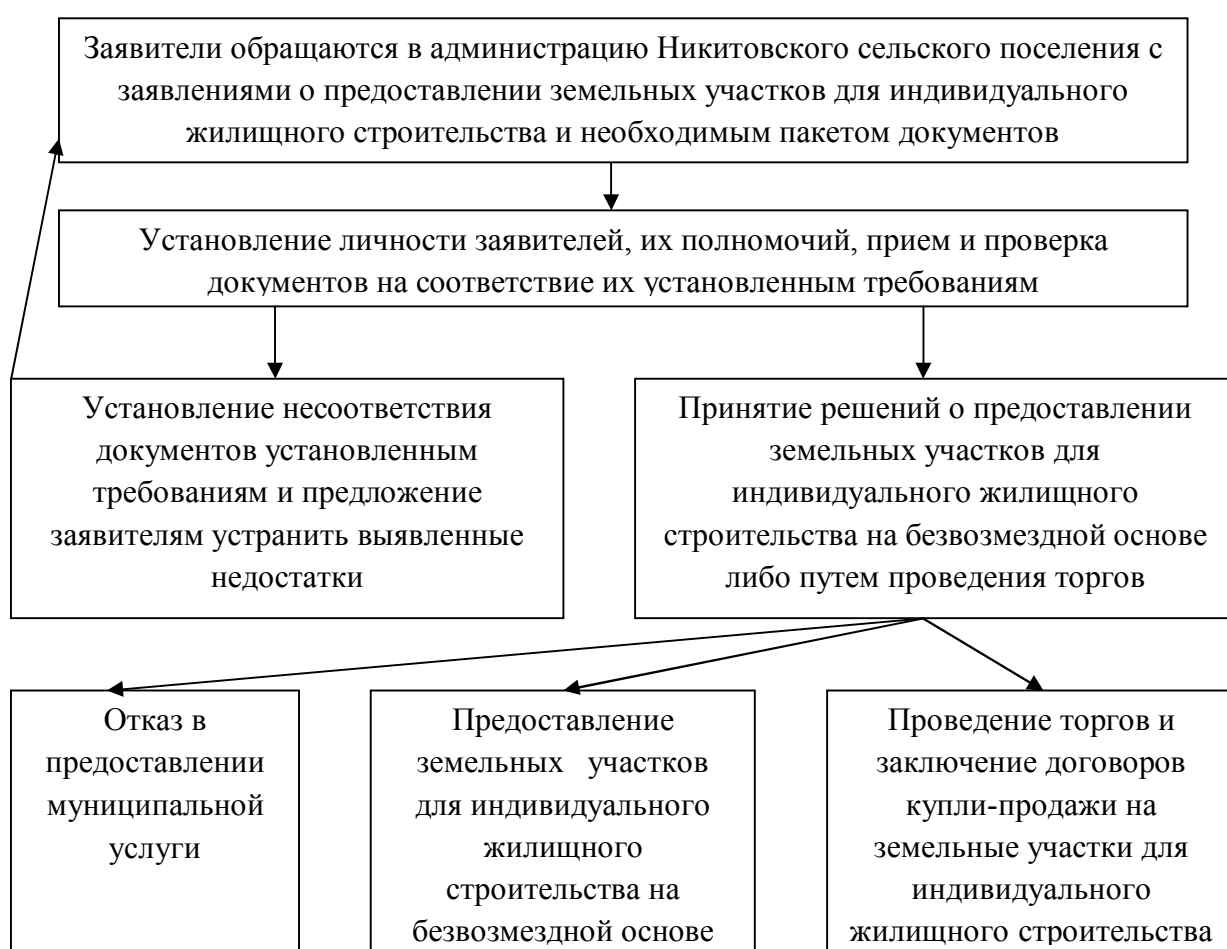 Заявители обращаются в администрацию Никитовского сельского поселения с
заявлениями о предоставлении земельных участков для индивидуального
жилищного строительства и необходимым пакетом документов
Установление личности заявителей, их полномочий, прием и проверка
документов на соответствие их установленным требованиям
Установление несоответствия
документов установленным
требованиям и предложение
заявителям устранить выявленные
недостатки
Принятие решений о предоставлении
земельных участков для
индивидуального жилищного
строительства на безвозмездной основе
либо путем проведения торгов
Отказ в
предоставлении
муниципальной
услуги
Предоставление
земельных участков
для индивидуального
жилищного
строительства на
безвозмездной основе
Проведение торгов и
заключение договоров
купли-продажи на
земельные участки для
индивидуального
жилищного строительства